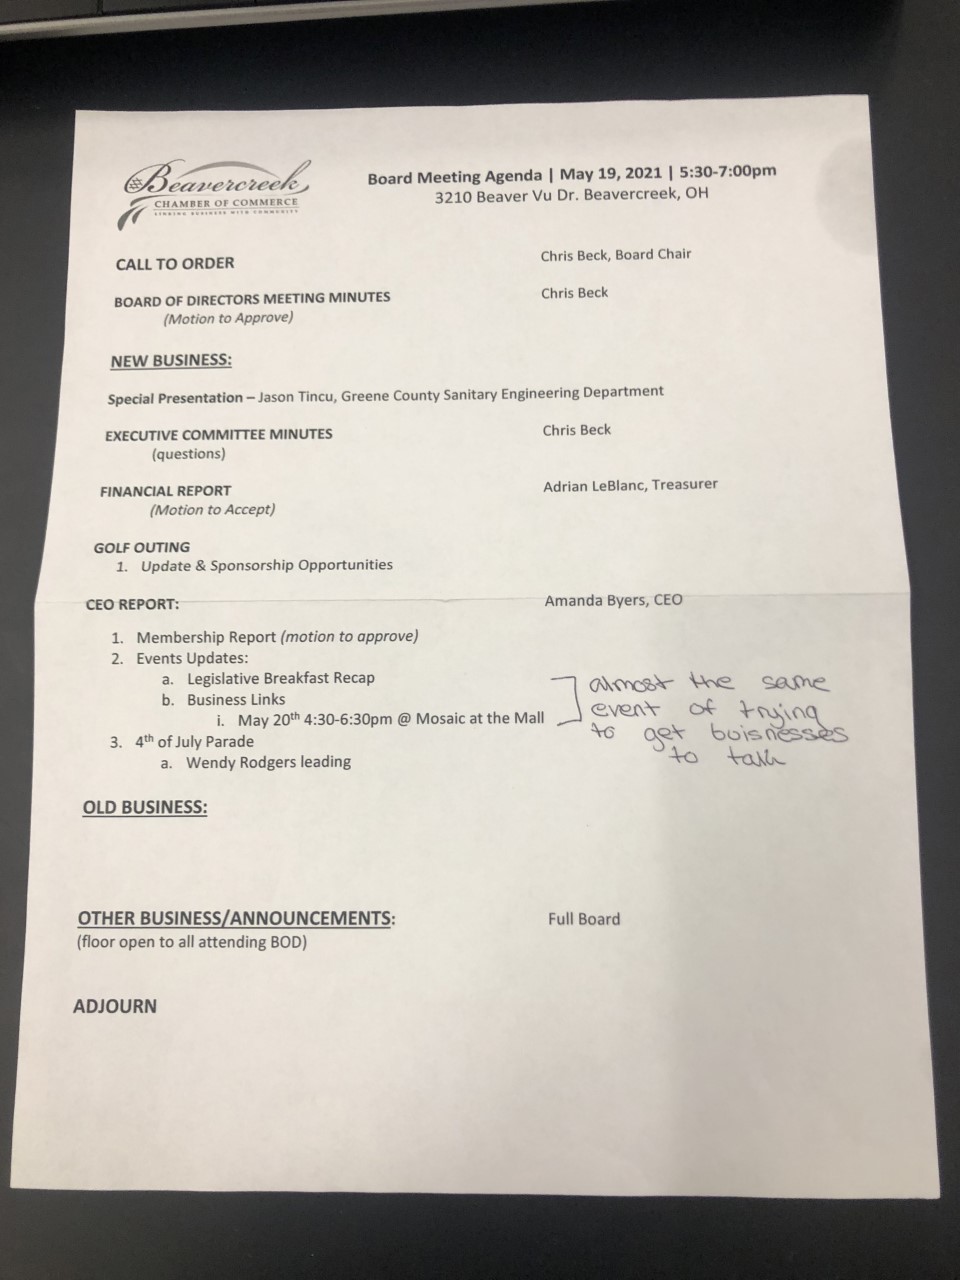 Beavercreek
CHAMBER OF COMMERCE
LINKING BUSINESS WITH COMMUNITY
Board Meeting Agenda | May 19, 2021 | 5:30-7:00pm
3210 Beaver Vu Dr. Beavercreek, OH
CALL TO ORDER Chris Beck, Board Chair
BOARD OF DIRECTORS MEETING MINUTES Chris Beck
(Motion to Approve)
NEW BUSINESS:
Special Presentation – Jason Tincu, Greene County Sanitary Engineering Department
EXECUTIVE COMMITTEE MINUTES Chris Beck
(questions)
FINANCIAL REPORT Adrian LeBlanc, Treasurer
(Motion to Accept)
GOLF OUTING
1. Update & Sponsorship Opportunities
CEO REPORT: Amanda Byers, CEO
1. Membership Report (motion to approve)
2. Events Updates:
a. Legislative Breakfast Recap
b. Business Links
i. May 20th 4:30-6:30pm @ Mosaic at the Mall
almost the same
event of trying
to get boisnesses
to talk
3. 4th of July Parade
a. Wendy Rodgers leading
OLD BUSINESS:
OTHER BUSINESS/ANNOUNCEMENTS: Full Board
(floor open to all attending BOD)
ADJOURN